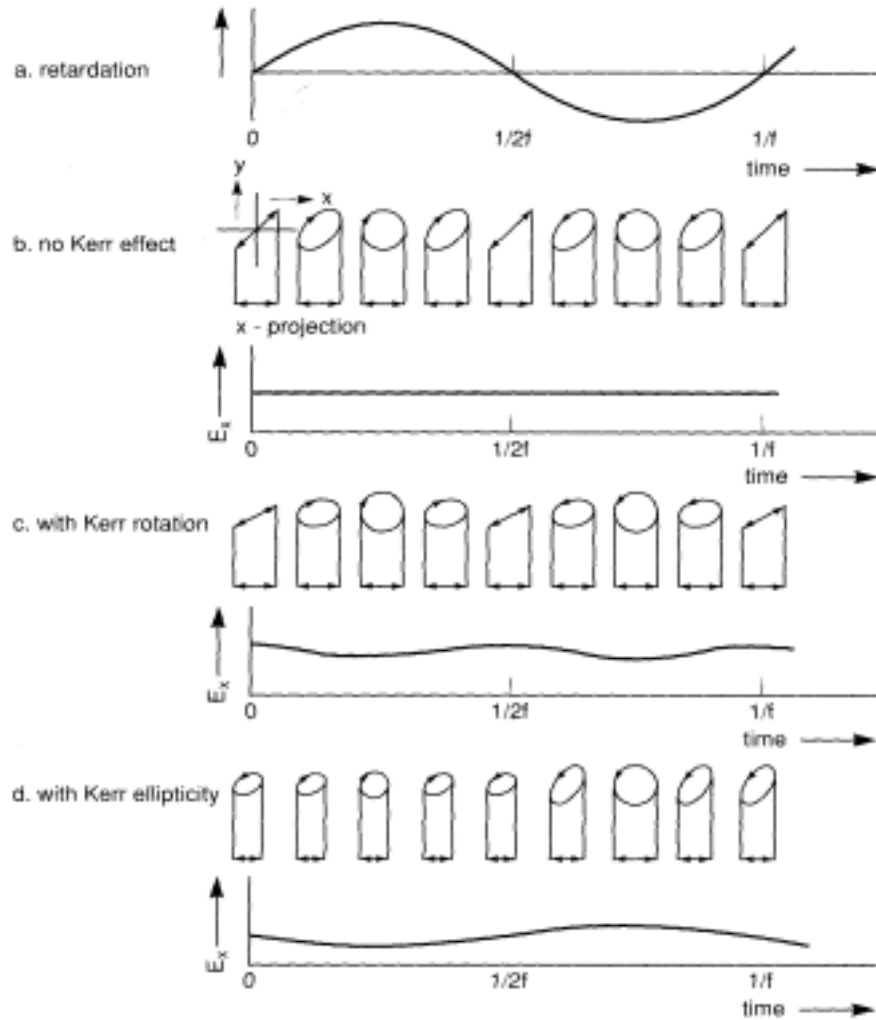 a. retardation
0
1/2f
1/f
time
y
x
b. no Kerr effect
x - projection
Ex
0
1/2f
1/f
time
c. with Kerr rotation
Ex
0
1/2f
1/f
time
d. with Kerr ellipticity
Ex
0
1/2f
1/f
time